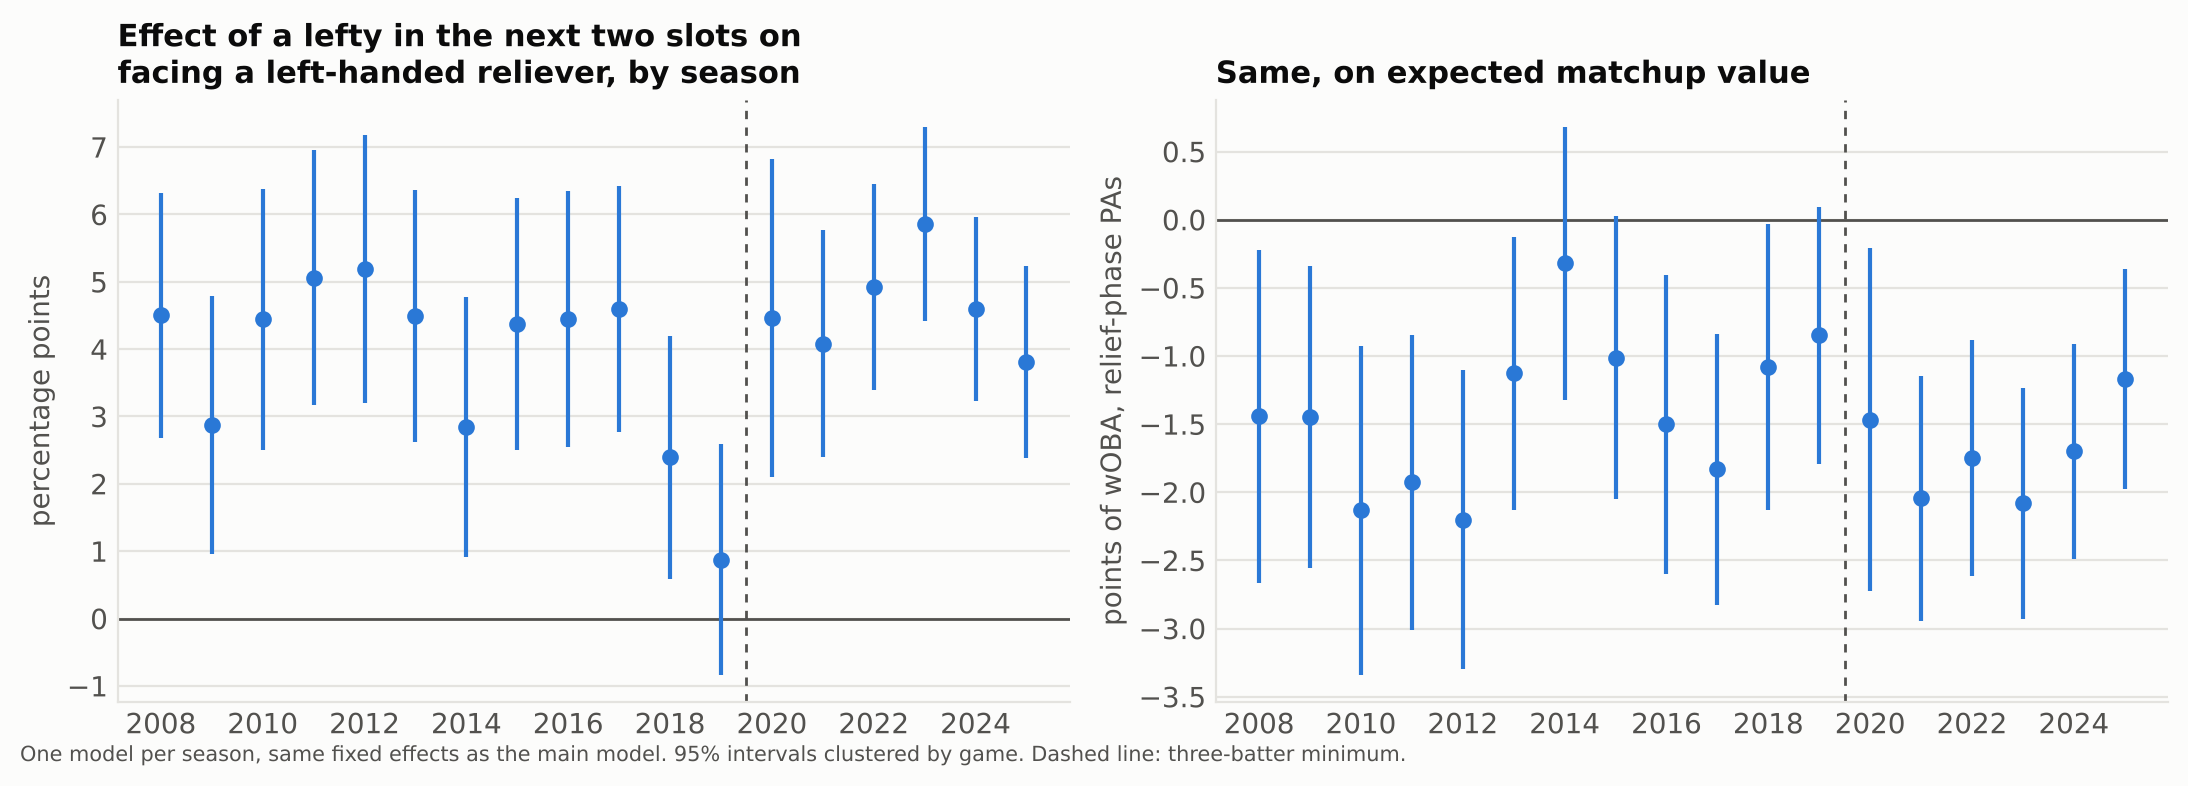 Effect of a lefty in the next two slots on
facing a left-handed reliever, by season
percentage points
7
6
5
4
3
2
1
0
−1
2008 2010 2012 2014 2016 2018 2020 2022 2024
Same, on expected matchup value
points of wOBA, relief-phase PAs
0.5
0.0
−0.5
−1.0
−1.5
−2.0
−2.5
−3.0
−3.5
2008 2010 2012 2014 2016 2018 2020 2022 2024
One model per season, same fixed effects as the main model. 95% intervals clustered by game. Dashed line: three-batter minimum.